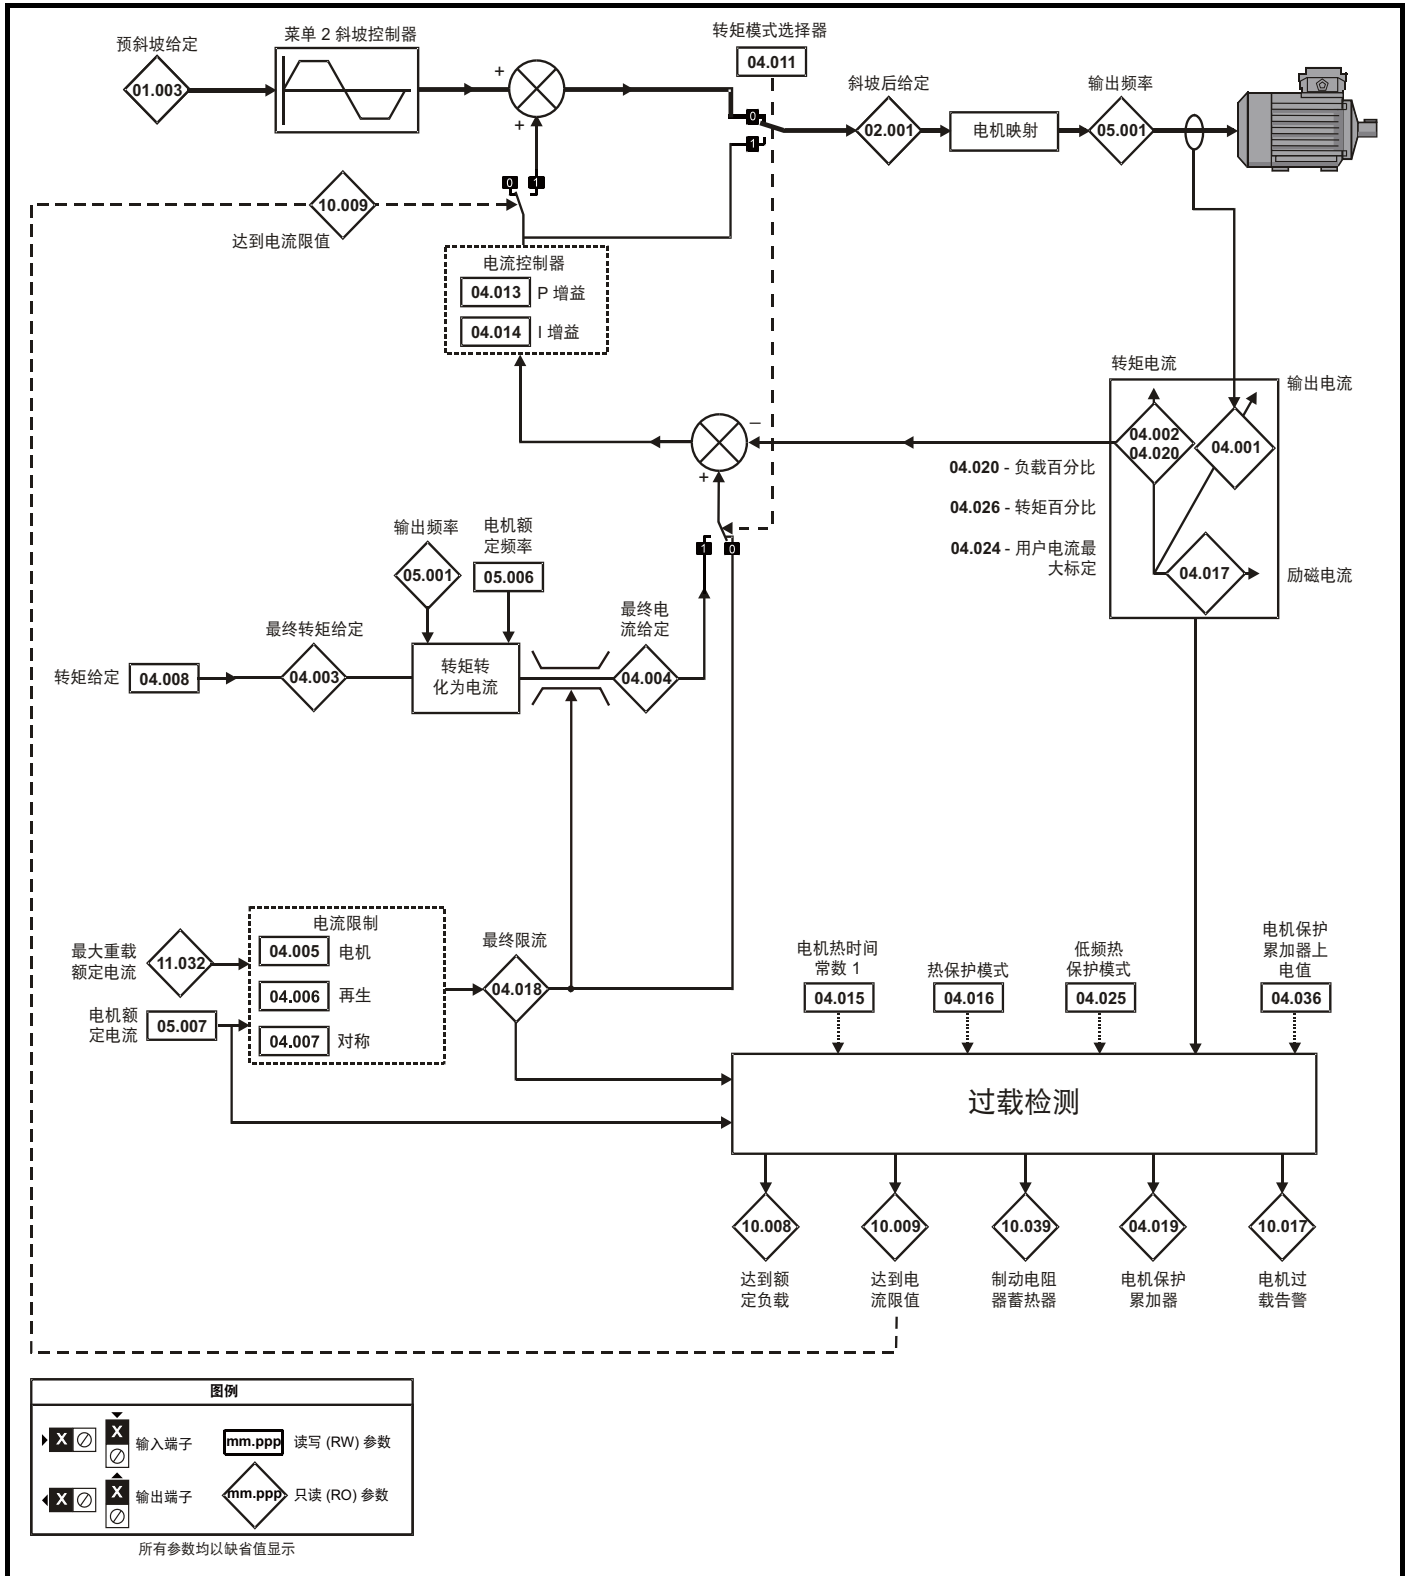 预斜坡给定
01.003
菜单 2 斜坡控制器
+
+
转矩模式选择器
04.011
0
1
斜坡后给定
02.001
电机映射
输出频率
05.001
0
1
10.009
达到电流限值
电流控制器
04.013
P 增益
04.014
I 增益
转矩电流
04.002
04.020
输出电流
04.001
04.017
励磁电流
−
+
04.020 - 负载百分比
04.026 - 转矩百分比
04.024 - 用户电流最
大标定
1
0
输出频率
05.001
电机额
定频率
05.006
转矩给定
04.008
最终转矩给定
04.003
转矩转
化为电流
最终电
流给定
04.004
最大重载
额定电流
11.032
电机额
定电流
05.007
电流限制
04.005
电机
04.006
再生
04.007
对称
最终限流
04.018
电机热时间
常数 1
04.015
热保护模式
04.016
低频热
保护模式
04.025
电机保护
累加器上
电值
04.036
过载检测
10.008
达到额
定负载
10.009
达到电
流限值
10.039
制动电阻
器蓄热器
04.019
电机保护
累加器
10.017
电机过
载告警
图例
X
X
输入端子
mm.ppp
读写 (RW) 参数
X
X
输出端子
mm.ppp
只读 (RO) 参数
所有参数均以缺省值显示